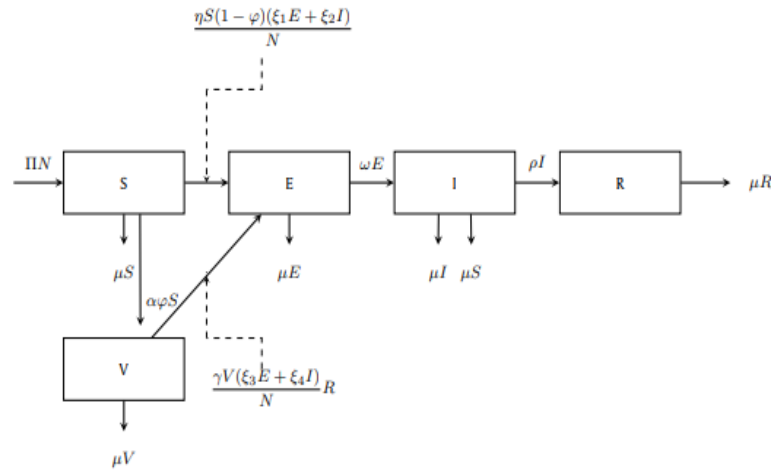 ηS(1 − φ)(ξ₁E + ξ₂I)
N
ΠN
S
E
ωE
I
ρI
R
μR
μS
αφS
μE
μI
μS
V
γV(ξ₃E + ξ₄I)
N
R
μV